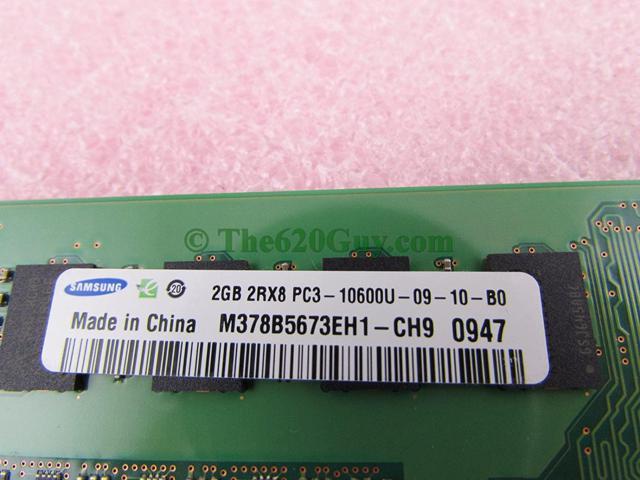 © The620Guy.com
SAMSUNG e 20 2GB 2RX8 PC3-10600U-09-10-B0
Made in China M378B5673EH1-CH9 0947